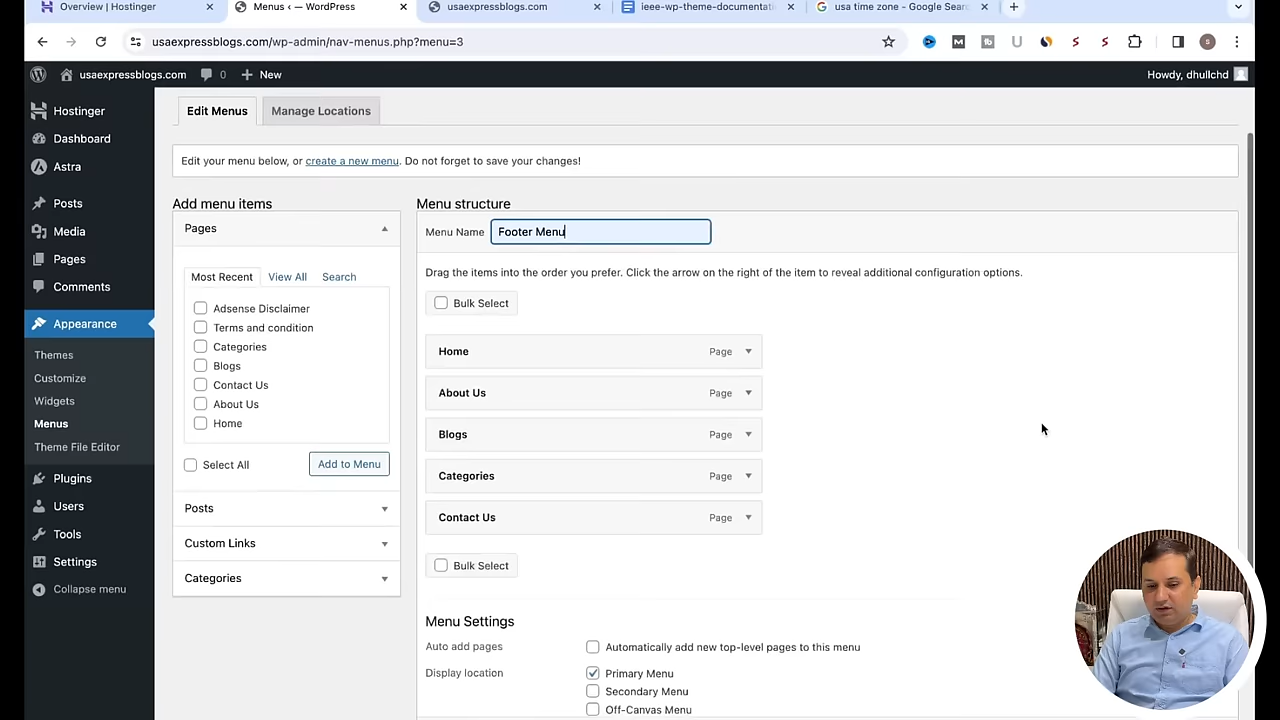 Overview | Hostinger
Menus ‹ — WordPress
usaexpressblogs.com
ieee-wp-theme-documentati
usa time zone - Google Sear
usaexpressblogs.com/wp-admin/nav-menus.php?menu=3
usaexpressblogs.com
0
New
Howdy, dhullchd
Hostinger
Dashboard
Astra
Posts
Media
Pages
Comments
Appearance
Themes
Customize
Widgets
Menus
Theme File Editor
Plugins
Users
Tools
Settings
Collapse menu
Edit Menus
Manage Locations
Edit your menu below, or create a new menu. Do not forget to save your changes!
Add menu items
Pages
Most Recent
View All
Search
Adsense Disclaimer
Terms and condition
Categories
Blogs
Contact Us
About Us
Home
Select All
Add to Menu
Posts
Custom Links
Categories
Menu structure
Menu Name
Footer Menu
Drag the items into the order you prefer. Click the arrow on the right of the item to reveal additional configuration options.
Bulk Select
Home Page
About Us Page
Blogs Page
Categories Page
Contact Us Page
Bulk Select
Menu Settings
Auto add pages
Automatically add new top-level pages to this menu
Display location
Primary Menu
Secondary Menu
Off-Canvas Menu